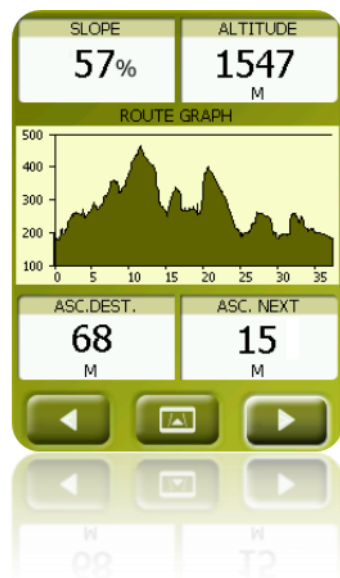 SLOPE ALTITUDE
57% 1547
M
ROUTE GRAPH
500
400
300
200
100
0 5 10 15 20 25 30 35
ASC.DEST. ASC. NEXT
68 15
M M